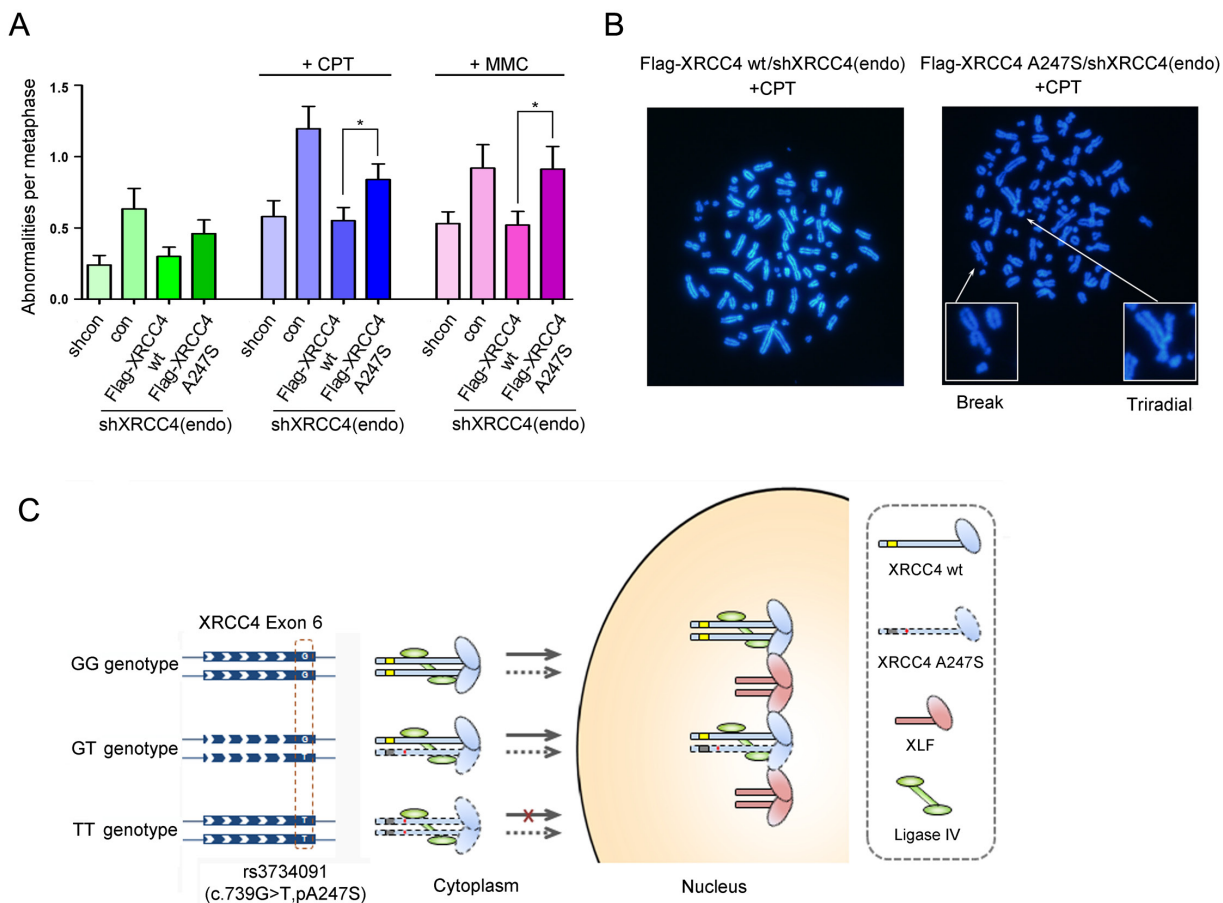 A
+ CPT
+ MMC
Abnormalities per metaphase
1.5
1.0
0.5
0.0
shcon
con
Flag-XRCC4
wt
Flag-XRCC4
A247S
shXRCC4(endo)
*
shcon
con
Flag-XRCC4
wt
Flag-XRCC4
A247S
shXRCC4(endo)
*
shcon
con
Flag-XRCC4
wt
Flag-XRCC4
A247S
shXRCC4(endo)
B
Flag-XRCC4 wt/shXRCC4(endo)
+CPT
Flag-XRCC4 A247S/shXRCC4(endo)
+CPT
Break
Triradial
C
XRCC4 Exon 6
GG genotype
G
G
GT genotype
G
T
TT genotype
T
T
rs3734091
(c.739G>T,pA247S)
Cytoplasm
Nucleus
XRCC4 wt
XRCC4 A247S
XLF
Ligase IV